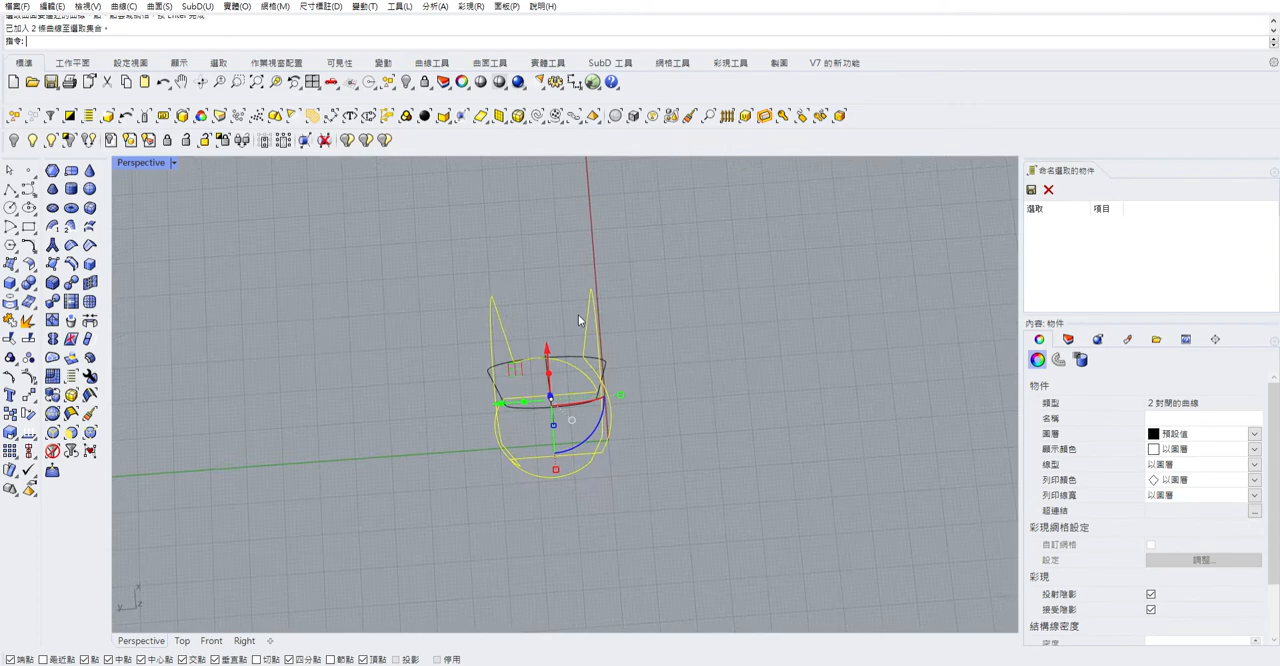 檔案(F) 編輯(E) 檢視(V) 曲線(C) 曲面(S) SubD(U) 實體(O) 網格(M) 尺寸標註(D) 變動(T) 工具(L) 分析(A) 彩現(R) 面板(P) 說明(H)
已加入 2 條曲線至選取集合。
指令:
標準 工作平面 設定視圖 顯示 選取 作業視窗配置 可見性 變動 曲線工具 曲面工具 實體工具 SubD 工具 網格工具 彩現工具 出圖 V7 的新功能
Perspective
命名選取的物件
選取 項目
內容: 物件
物件
類型 2 封閉的曲線
名稱
圖層 預設值
顯示顏色 以圖層
線型 以圖層
列印顏色 以圖層
列印線寬 以圖層
超連結 ...
彩現網格設定
自訂網格
設定 調整...
彩現
投射陰影
接受陰影
結構線密度
密度
x
y z
Perspective Top Front Right
端點 最近點 點 中點 中心點 交點 垂直點 切點 四分點 節點 頂點 投影 停用